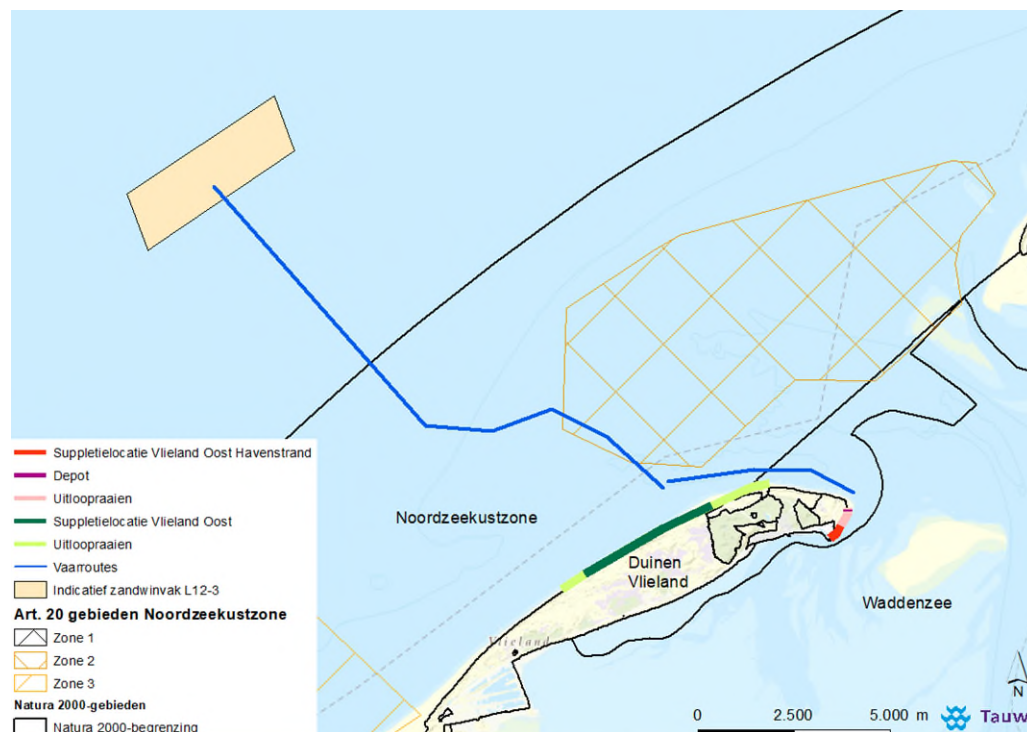 Suppletielocatie Vlieland Oost Havenstrand
Depot
Uitloopraaien
Suppletielocatie Vlieland Oost
Uitloopraaien
Vaarroutes
Indicatief zandwinvak L12-3
Art. 20 gebieden Noordzeekustzone
Zone 1
Zone 2
Zone 3
Natura 2000-gebieden
Natura 2000-begrenzing
Noordzeekustzone
Duinen
Vlieland
Waddenzee
Vlieland
N
0 2.500 5.000 m
Tauw